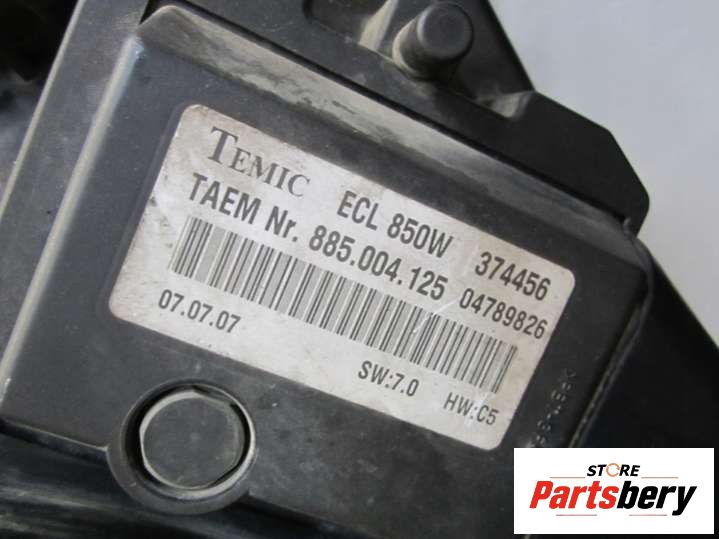 TEMIC ECL 850W 374456
TAEM Nr. 885.004.125 04789826
07.07.07 SW:7.0 HW:C5
STORE
Partsbery